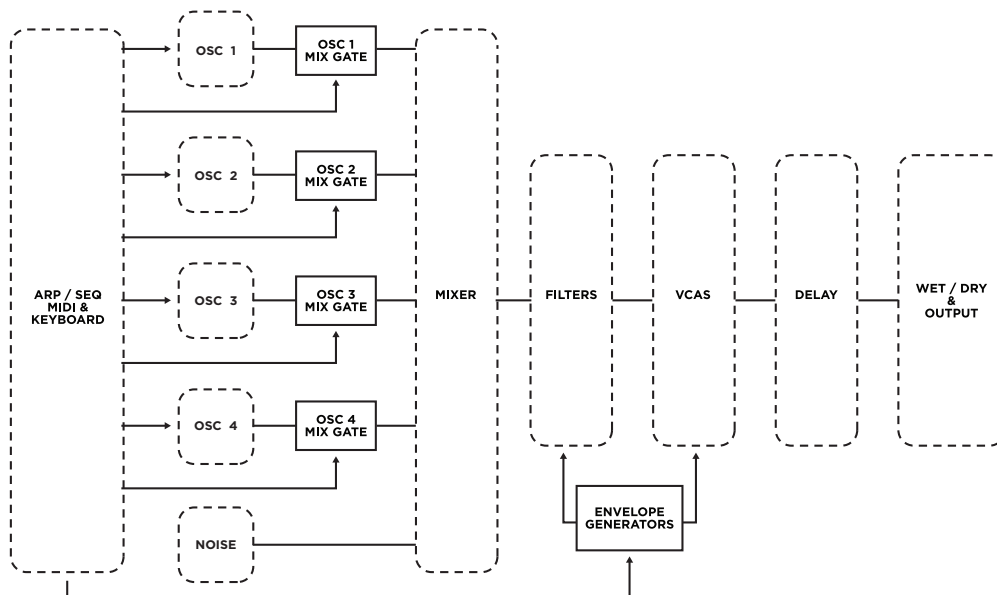 OSC 1
OSC 1
MIX GATE
OSC 2
OSC 2
MIX GATE
ARP / SEQ
MIDI &
KEYBOARD
OSC 3
OSC 3
MIX GATE
MIXER
FILTERS
VCAS
DELAY
WET / DRY
&
OUTPUT
OSC 4
OSC 4
MIX GATE
NOISE
ENVELOPE
GENERATORS